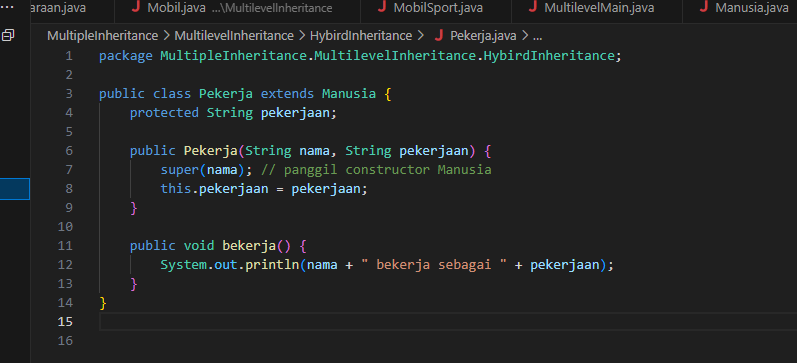 ... araan.java J Mobil.java ...\MultilevelInheritance J MobilSport.java J MultilevelMain.java J Manusia.java
MultipleInheritance > MultilevelInheritance > HybirdInheritance > J Pekerja.java > ...
1 package MultipleInheritance.MultilevelInheritance.HybirdInheritance;
2
3 public class Pekerja extends Manusia {
4 protected String pekerjaan;
5
6 public Pekerja(String nama, String pekerjaan) {
7 super(nama); // panggil constructor Manusia
8 this.pekerjaan = pekerjaan;
9 }
10
11 public void bekerja() {
12 System.out.println(nama + " bekerja sebagai " + pekerjaan);
13 }
14 }
15
16